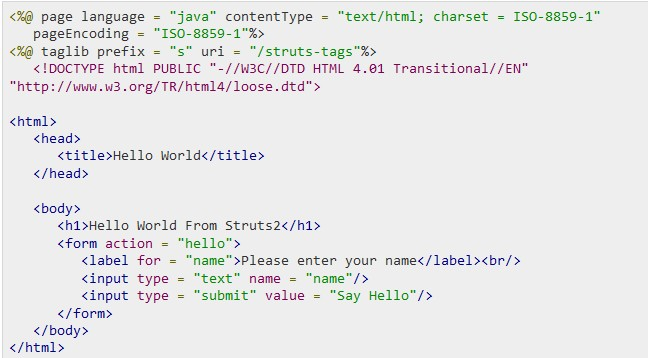 <%@ page language = "java" contentType = "text/html; charset = ISO-8859-1"
   pageEncoding = "ISO-8859-1"%>
<%@ taglib prefix = "s" uri = "/struts-tags"%>
   <!DOCTYPE html PUBLIC "-//W3C//DTD HTML 4.01 Transitional//EN"
"http://www.w3.org/TR/html4/loose.dtd">

<html>
   <head>
      <title>Hello World</title>
   </head>

   <body>
      <h1>Hello World From Struts2</h1>
      <form action = "hello">
         <label for = "name">Please enter your name</label><br/>
         <input type = "text" name = "name"/>
         <input type = "submit" value = "Say Hello"/>
      </form>
   </body>
</html>